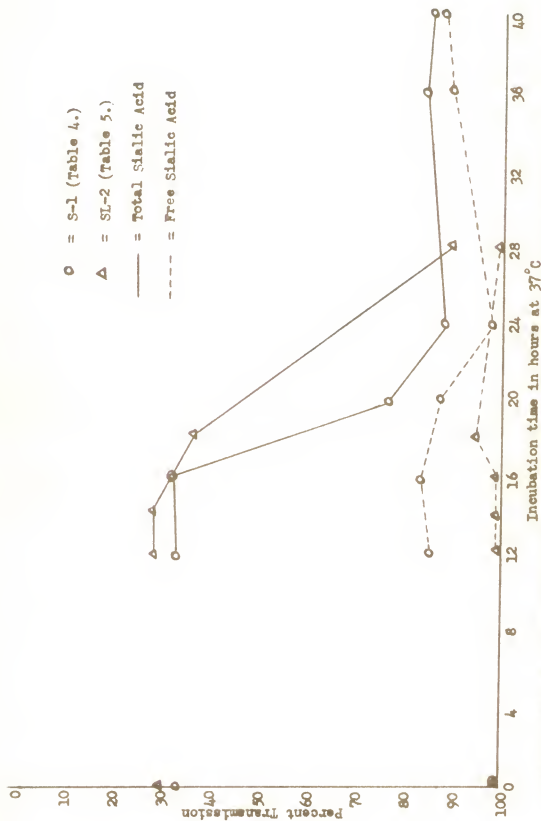 O = S-1 (Table 4.)
Δ = SL-2 (Table 5.)
—— = Total Sialic Acid
----- = Free Sialic Acid
Percent Transmission
0
10
20
30
40
50
60
70
80
90
100
0 4 8 12 16 20 24 28 32 36 40
Incubation time in hours at 37°C